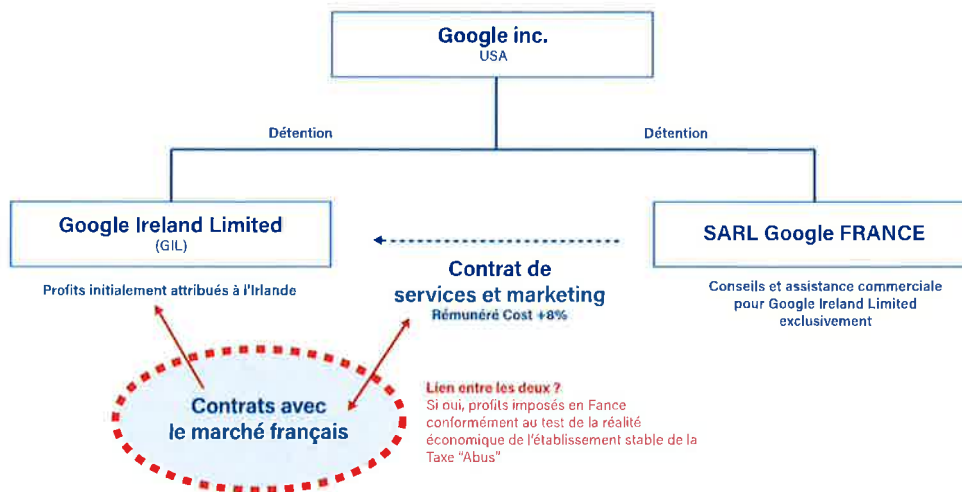 Google inc.
USA
Détention
Détention
Google Ireland Limited
(GIL)
SARL Google FRANCE
Profits initialement attribués à l'Irlande
Contrat de
services et marketing
Rémunéré Cost +8%
Conseils et assistance commerciale
pour Google Ireland Limited
exclusivement
Contrats avec
le marché français
Lien entre les deux ?
Si oui, profits imposés en Fance
conformément au test de la réalité
économique de l'établissement stable de la
Taxe "Abus"